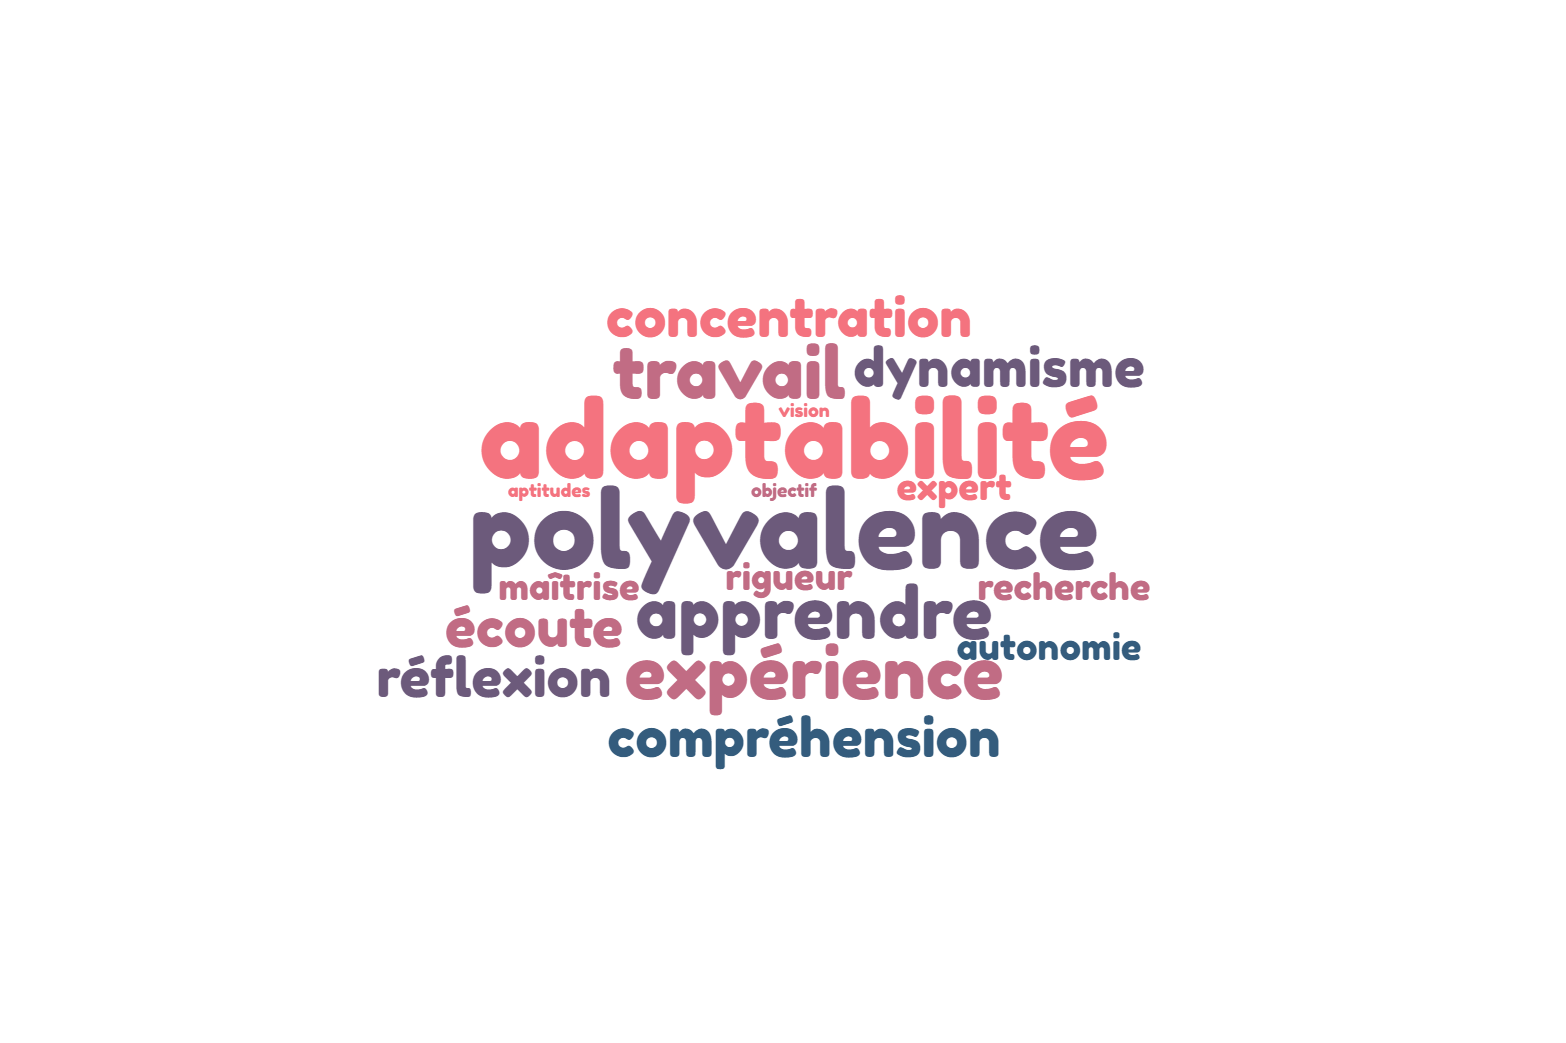 concentration
travail dynamisme
vision
adaptabilité
aptitudes objectif expert
polyvalence
maîtrise rigueur recherche
apprendre
écoute
autonomie
réflexion expérience
compréhension